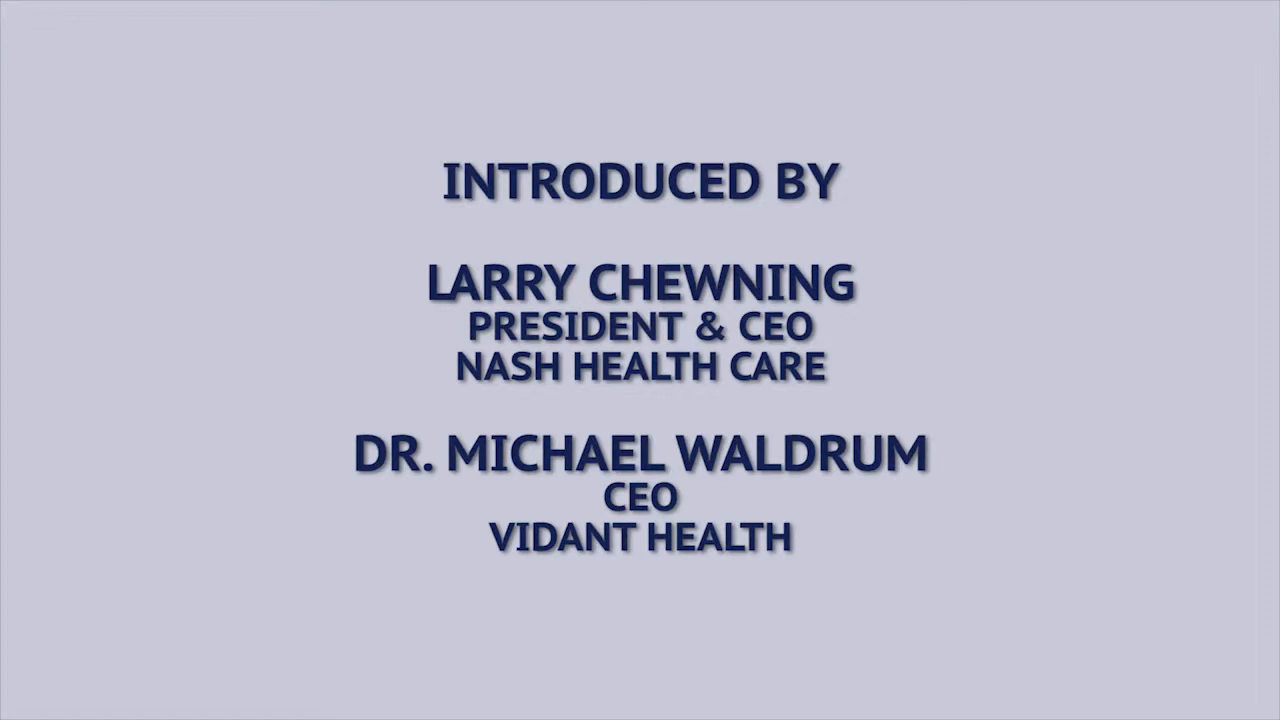 INTRODUCED BY
LARRY CHEWNING
PRESIDENT & CEO
NASH HEALTH CARE
DR. MICHAEL WALDRUM
CEO
VIDANT HEALTH